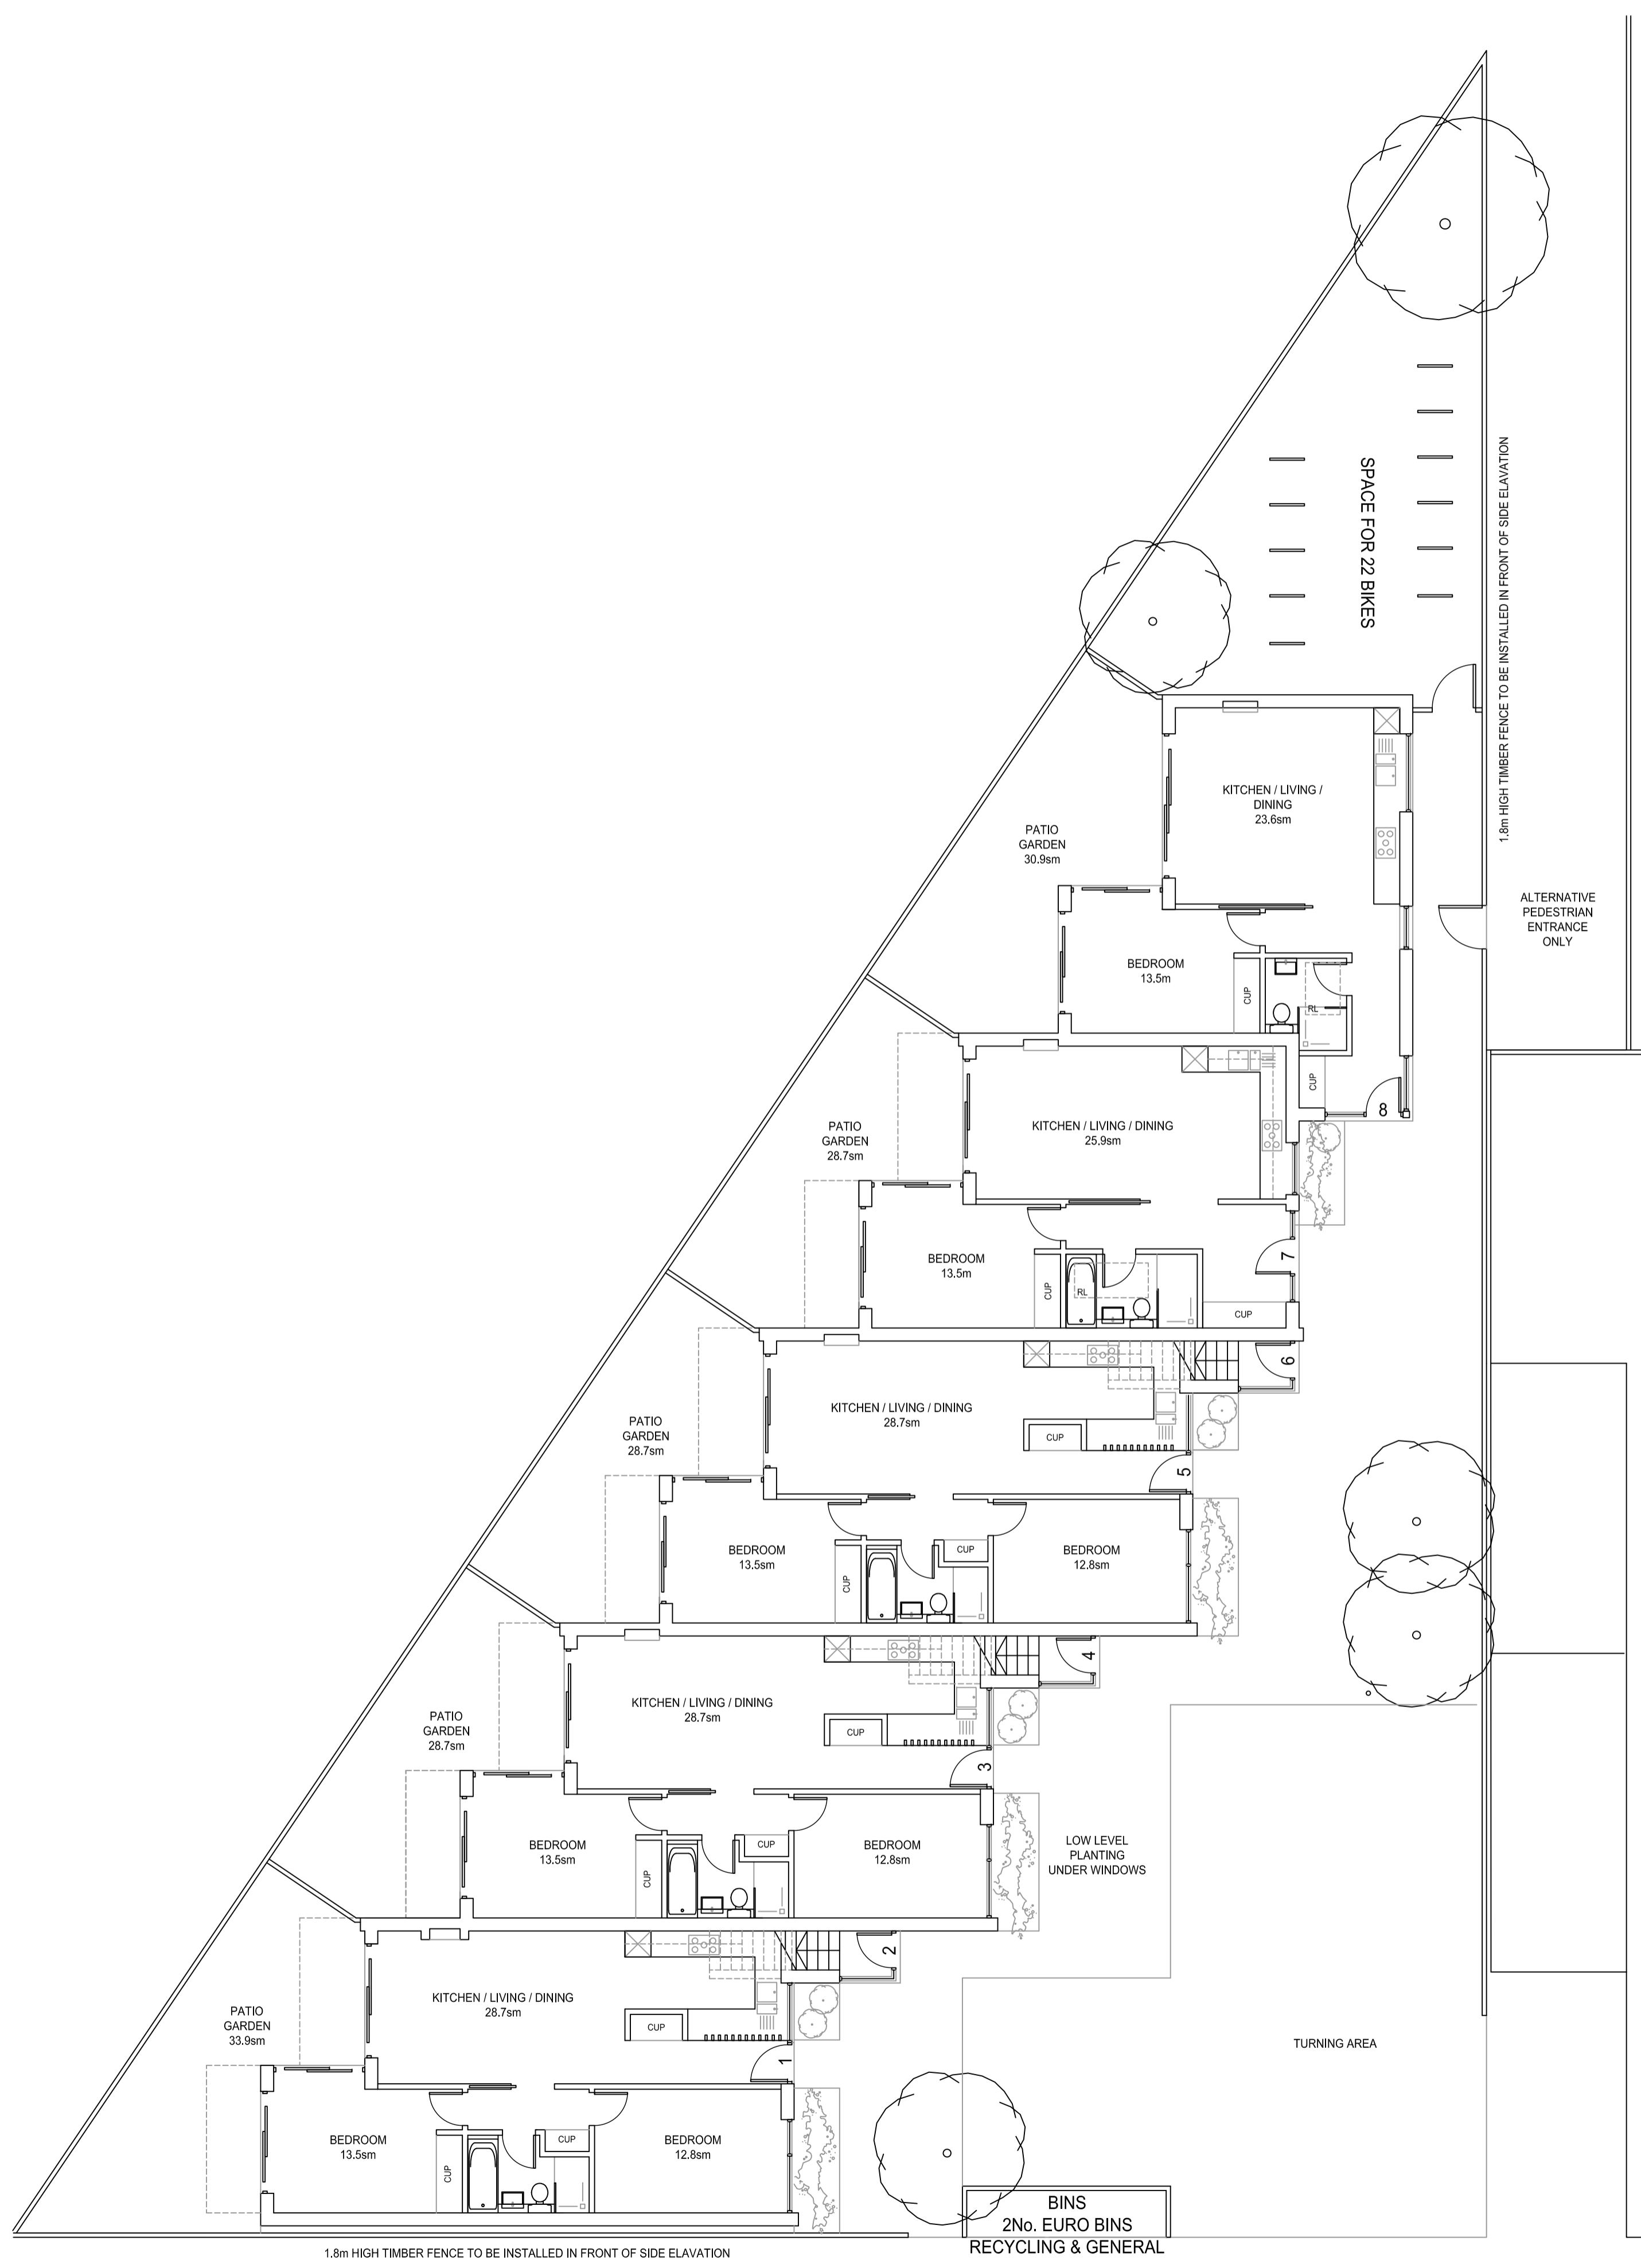 SPACE FOR 22 BIKES
1.8m HIGH TIMBER FENCE TO BE INSTALLED IN FRONT OF SIDE ELAVATION
KITCHEN / LIVING /
DINING
23.6sm
PATIO
GARDEN
30.9sm
ALTERNATIVE
PEDESTRIAN
ENTRANCE
ONLY
BEDROOM
13.5m
CUP
RL
CUP
8
KITCHEN / LIVING / DINING
25.9sm
PATIO
GARDEN
28.7sm
BEDROOM
13.5m
CUP
RL
CUP
7
6
KITCHEN / LIVING / DINING
28.7sm
PATIO
GARDEN
28.7sm
CUP
5
BEDROOM
13.5sm
CUP
CUP
BEDROOM
12.8sm
4
KITCHEN / LIVING / DINING
28.7sm
PATIO
GARDEN
28.7sm
CUP
3
BEDROOM
13.5sm
CUP
CUP
BEDROOM
12.8sm
LOW LEVEL
PLANTING
UNDER WINDOWS
2
KITCHEN / LIVING / DINING
28.7sm
PATIO
GARDEN
33.9sm
CUP
1
TURNING AREA
BEDROOM
13.5sm
CUP
CUP
BEDROOM
12.8sm
BINS
2No. EURO BINS
RECYCLING & GENERAL
1.8m HIGH TIMBER FENCE TO BE INSTALLED IN FRONT OF SIDE ELAVATION